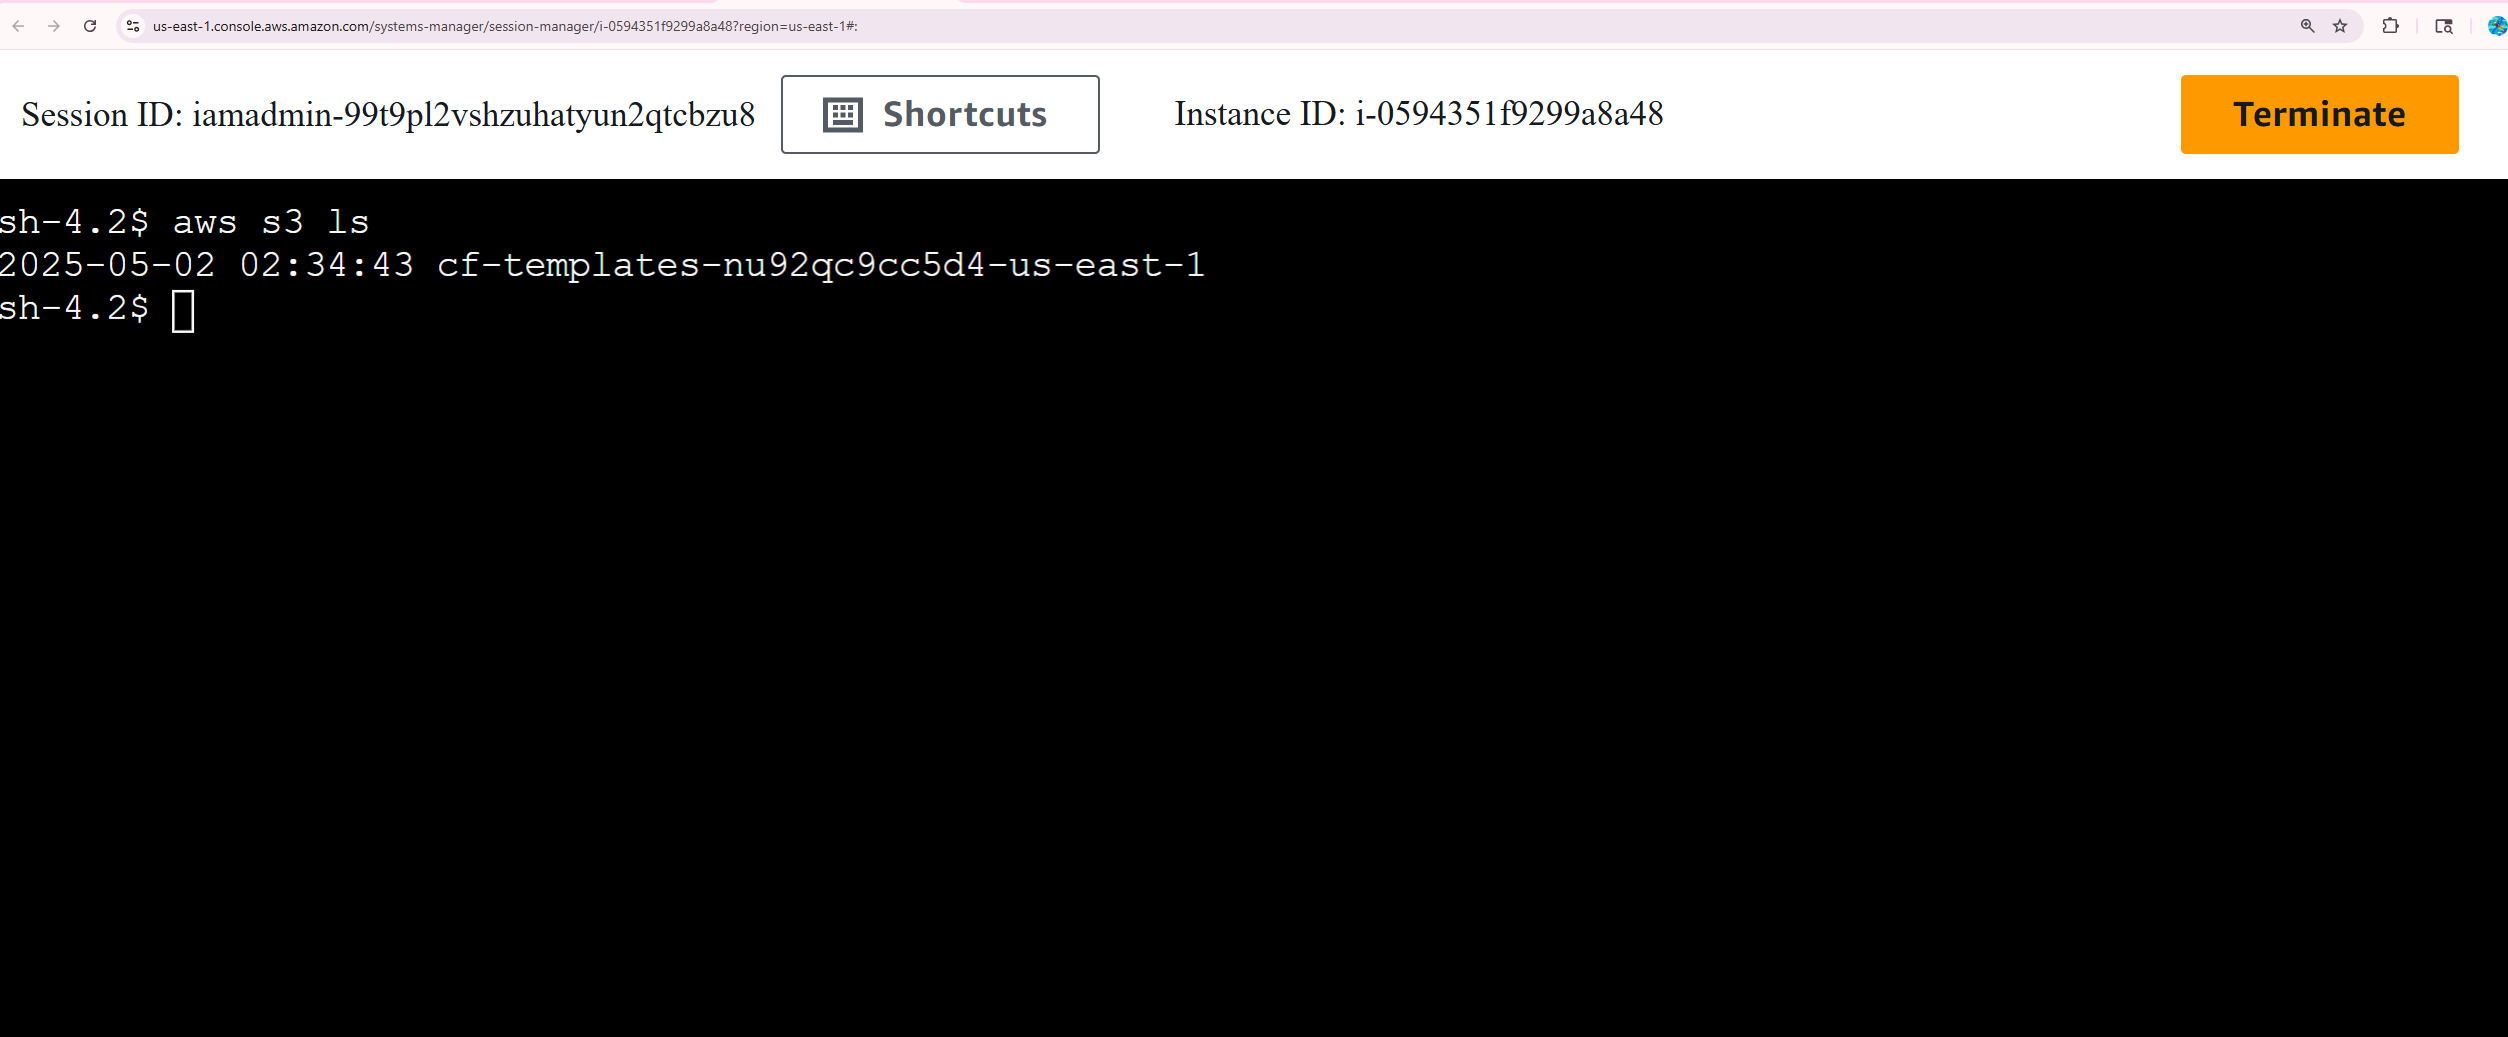 us-east-1.console.aws.amazon.com/systems-manager/session-manager/i-0594351f9299a8a48?region=us-east-1#:
Session ID: iamadmin-99t9pl2vshzuhatyun2qtcbzu8
Shortcuts
Instance ID: i-0594351f9299a8a48
Terminate
sh-4.2$ aws s3 ls
2025-05-02 02:34:43 cf-templates-nu92qc9cc5d4-us-east-1
sh-4.2$